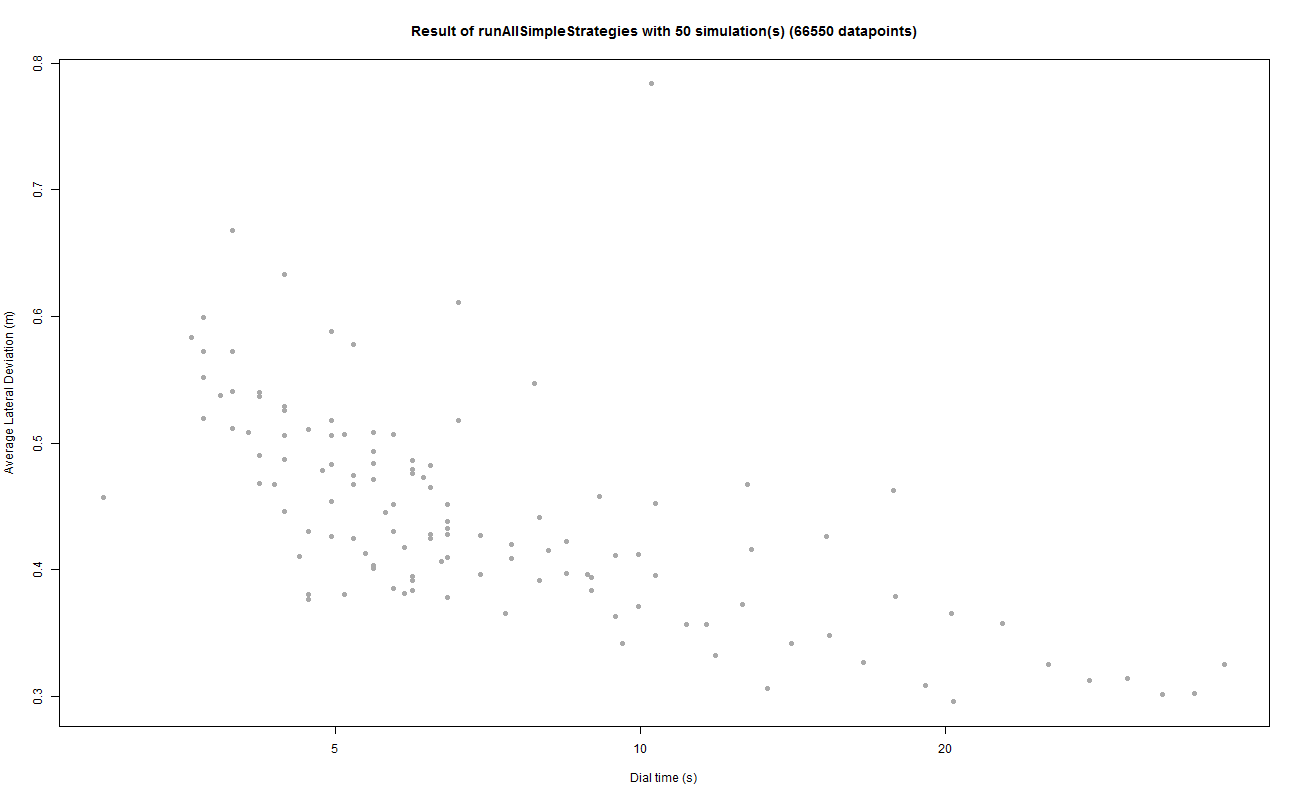 Result of runAllSimpleStrategies with 50 simulation(s) (66550 datapoints)
0.8
0.7
0.6
0.5
0.4
0.3
Average Lateral Deviation (m)
5 10 20
Dial time (s)